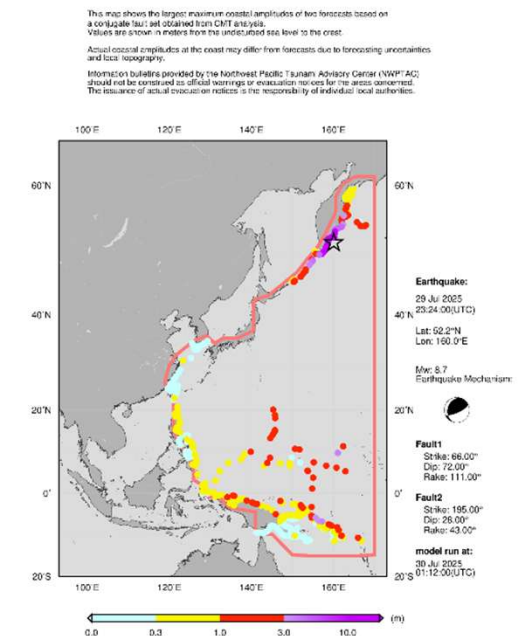 This map shows the largest maximum coastal amplitudes of two forecasts based on
a conjugate fault set obtained from CMT analysis.
Values are shown in meters from the undisturbed sea level to the crest.
Actual coastal amplitudes at the coast may differ from forecasts due to forecasting uncertainties
and local topography.
Information bulletins provided by the Northwest Pacific Tsunami Advisory Center (NWPTAC)
should not be construed as official warnings or evacuation notices for the areas concerned.
The issuance of actual evacuation notices is the responsibility of individual local authorities.
100°E 120°E 140°E 160°E
60°N 60°N
40°N 40°N
20°N 20°N
0° 0°
20°S 20°S
100°E 120°E 140°E 160°E
Earthquake:
29 Jul 2025
23:24:00(UTC)
Lat: 52.2°N
Lon: 160.0°E
Mw: 8.7
Earthquake Mechanism:
Fault1
Strike: 66.00°
Dip: 72.00°
Rake: 111.00°
Fault2
Strike: 195.00°
Dip: 28.00°
Rake: 43.00°
model run at:
30 Jul 2025
01:12:00(UTC)
0.0 0.3 1.0 3.0 10.0 (m)